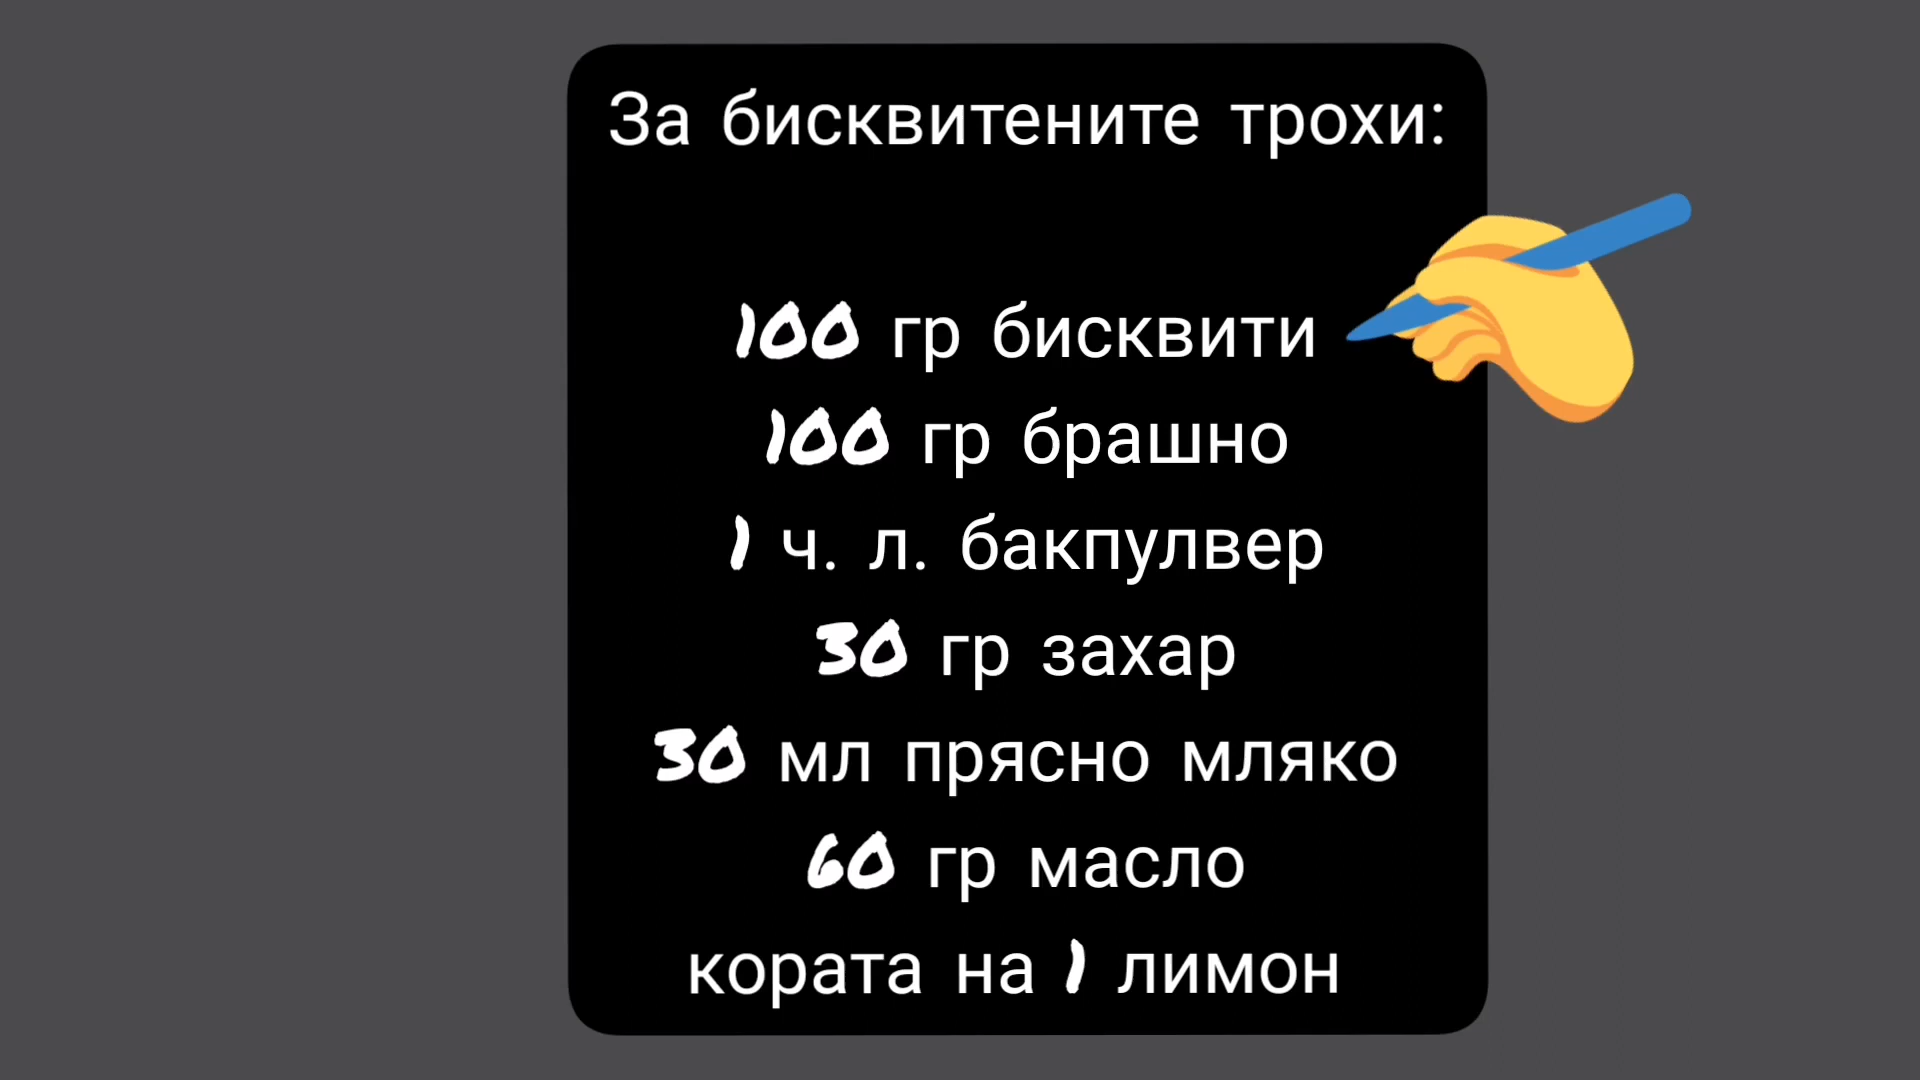 За бисквитените трохи:
100 гр бисквити
100 гр брашно
1 ч. л. бакпулвер
30 гр захар
30 мл прясно мляко
60 гр масло
кората на 1 лимон